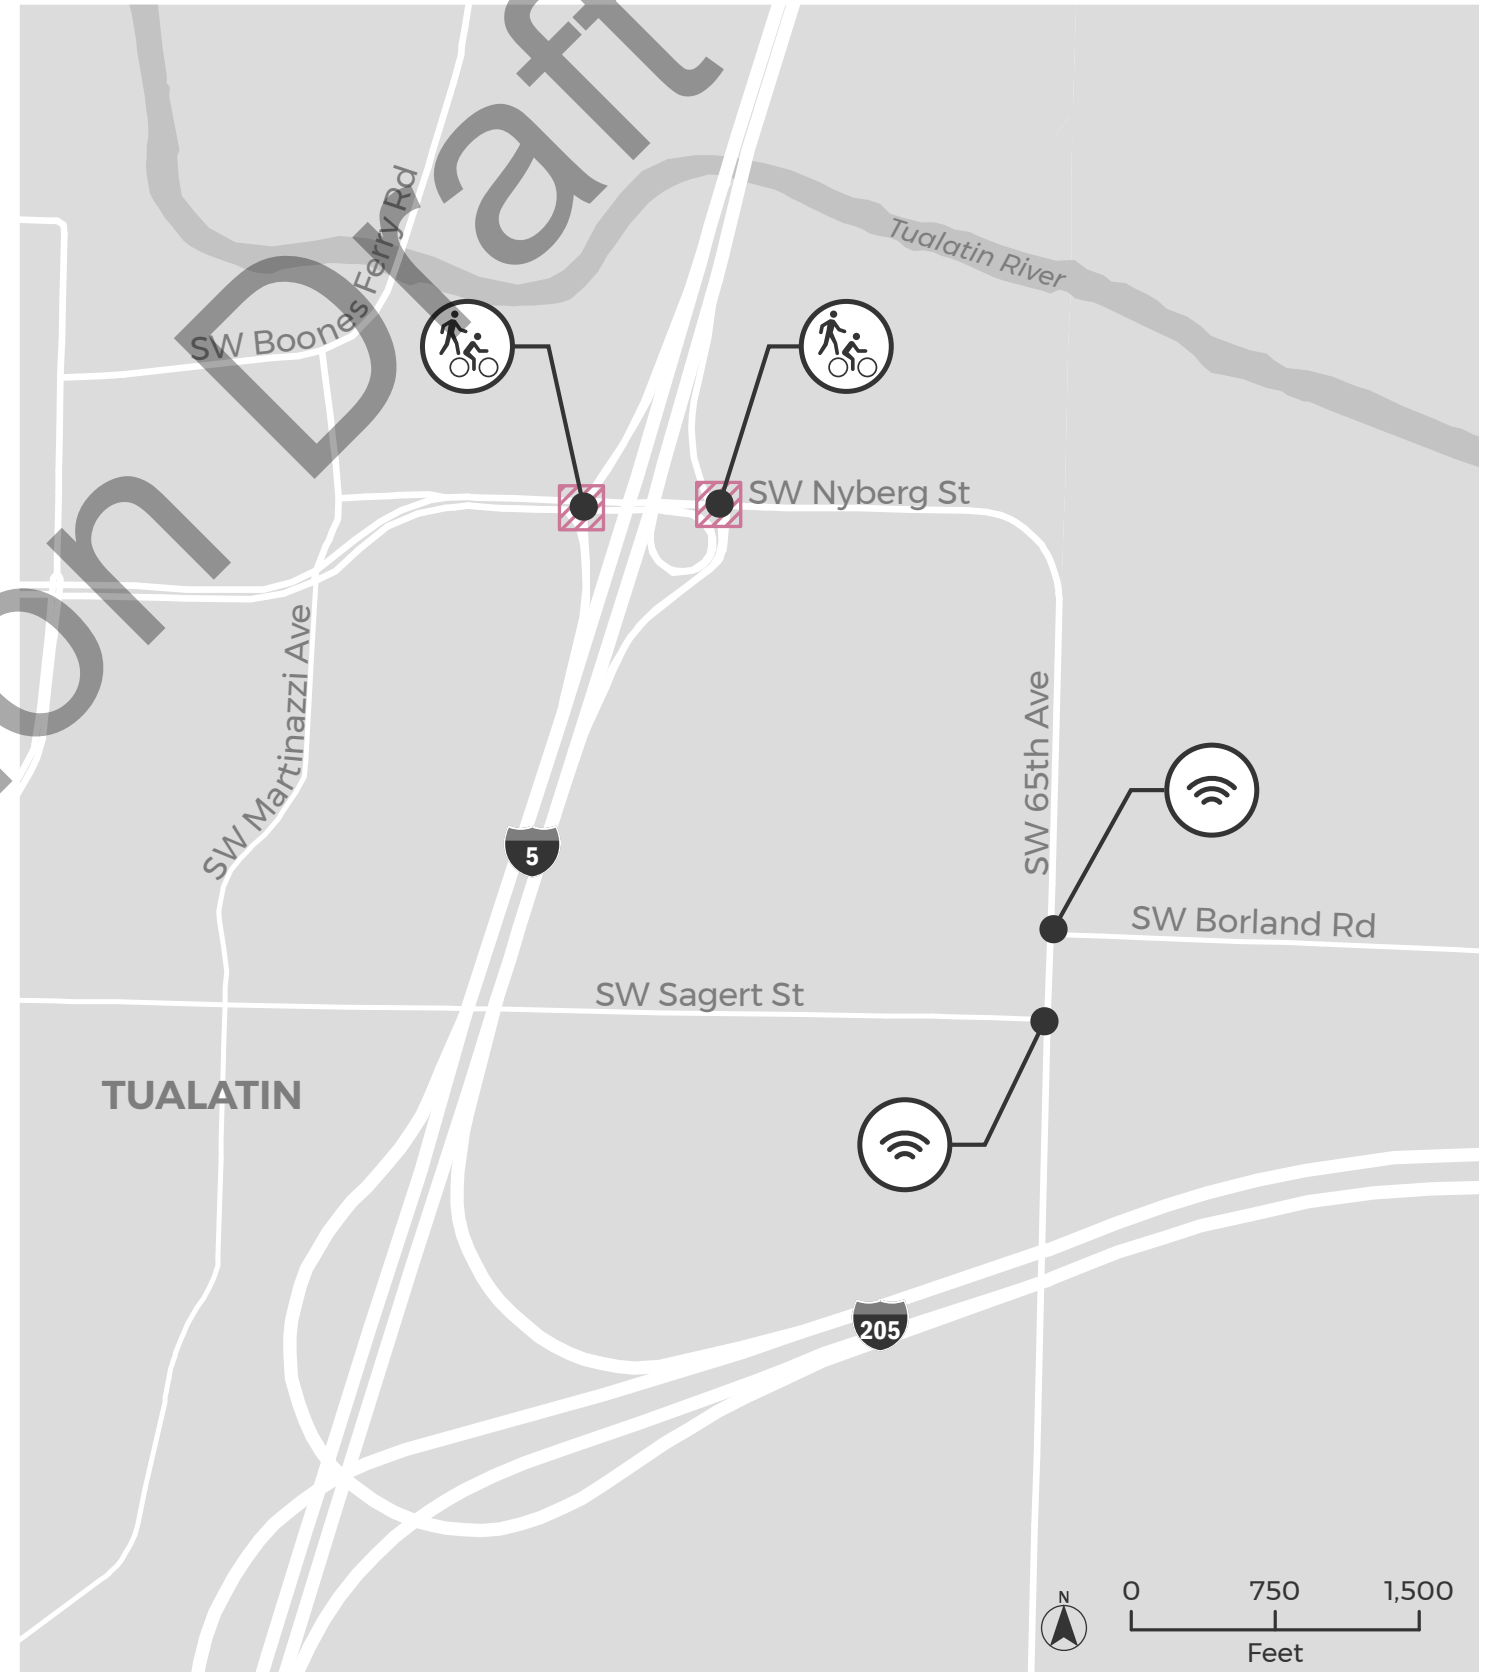 on Draft
SW Boones Ferry Rd
Tualatin River
SW Nyberg St
SW Martinazzi Ave
SW 65th Ave
5
SW Borland Rd
SW Sagert St
TUALATIN
205
N
0 750 1,500
Feet